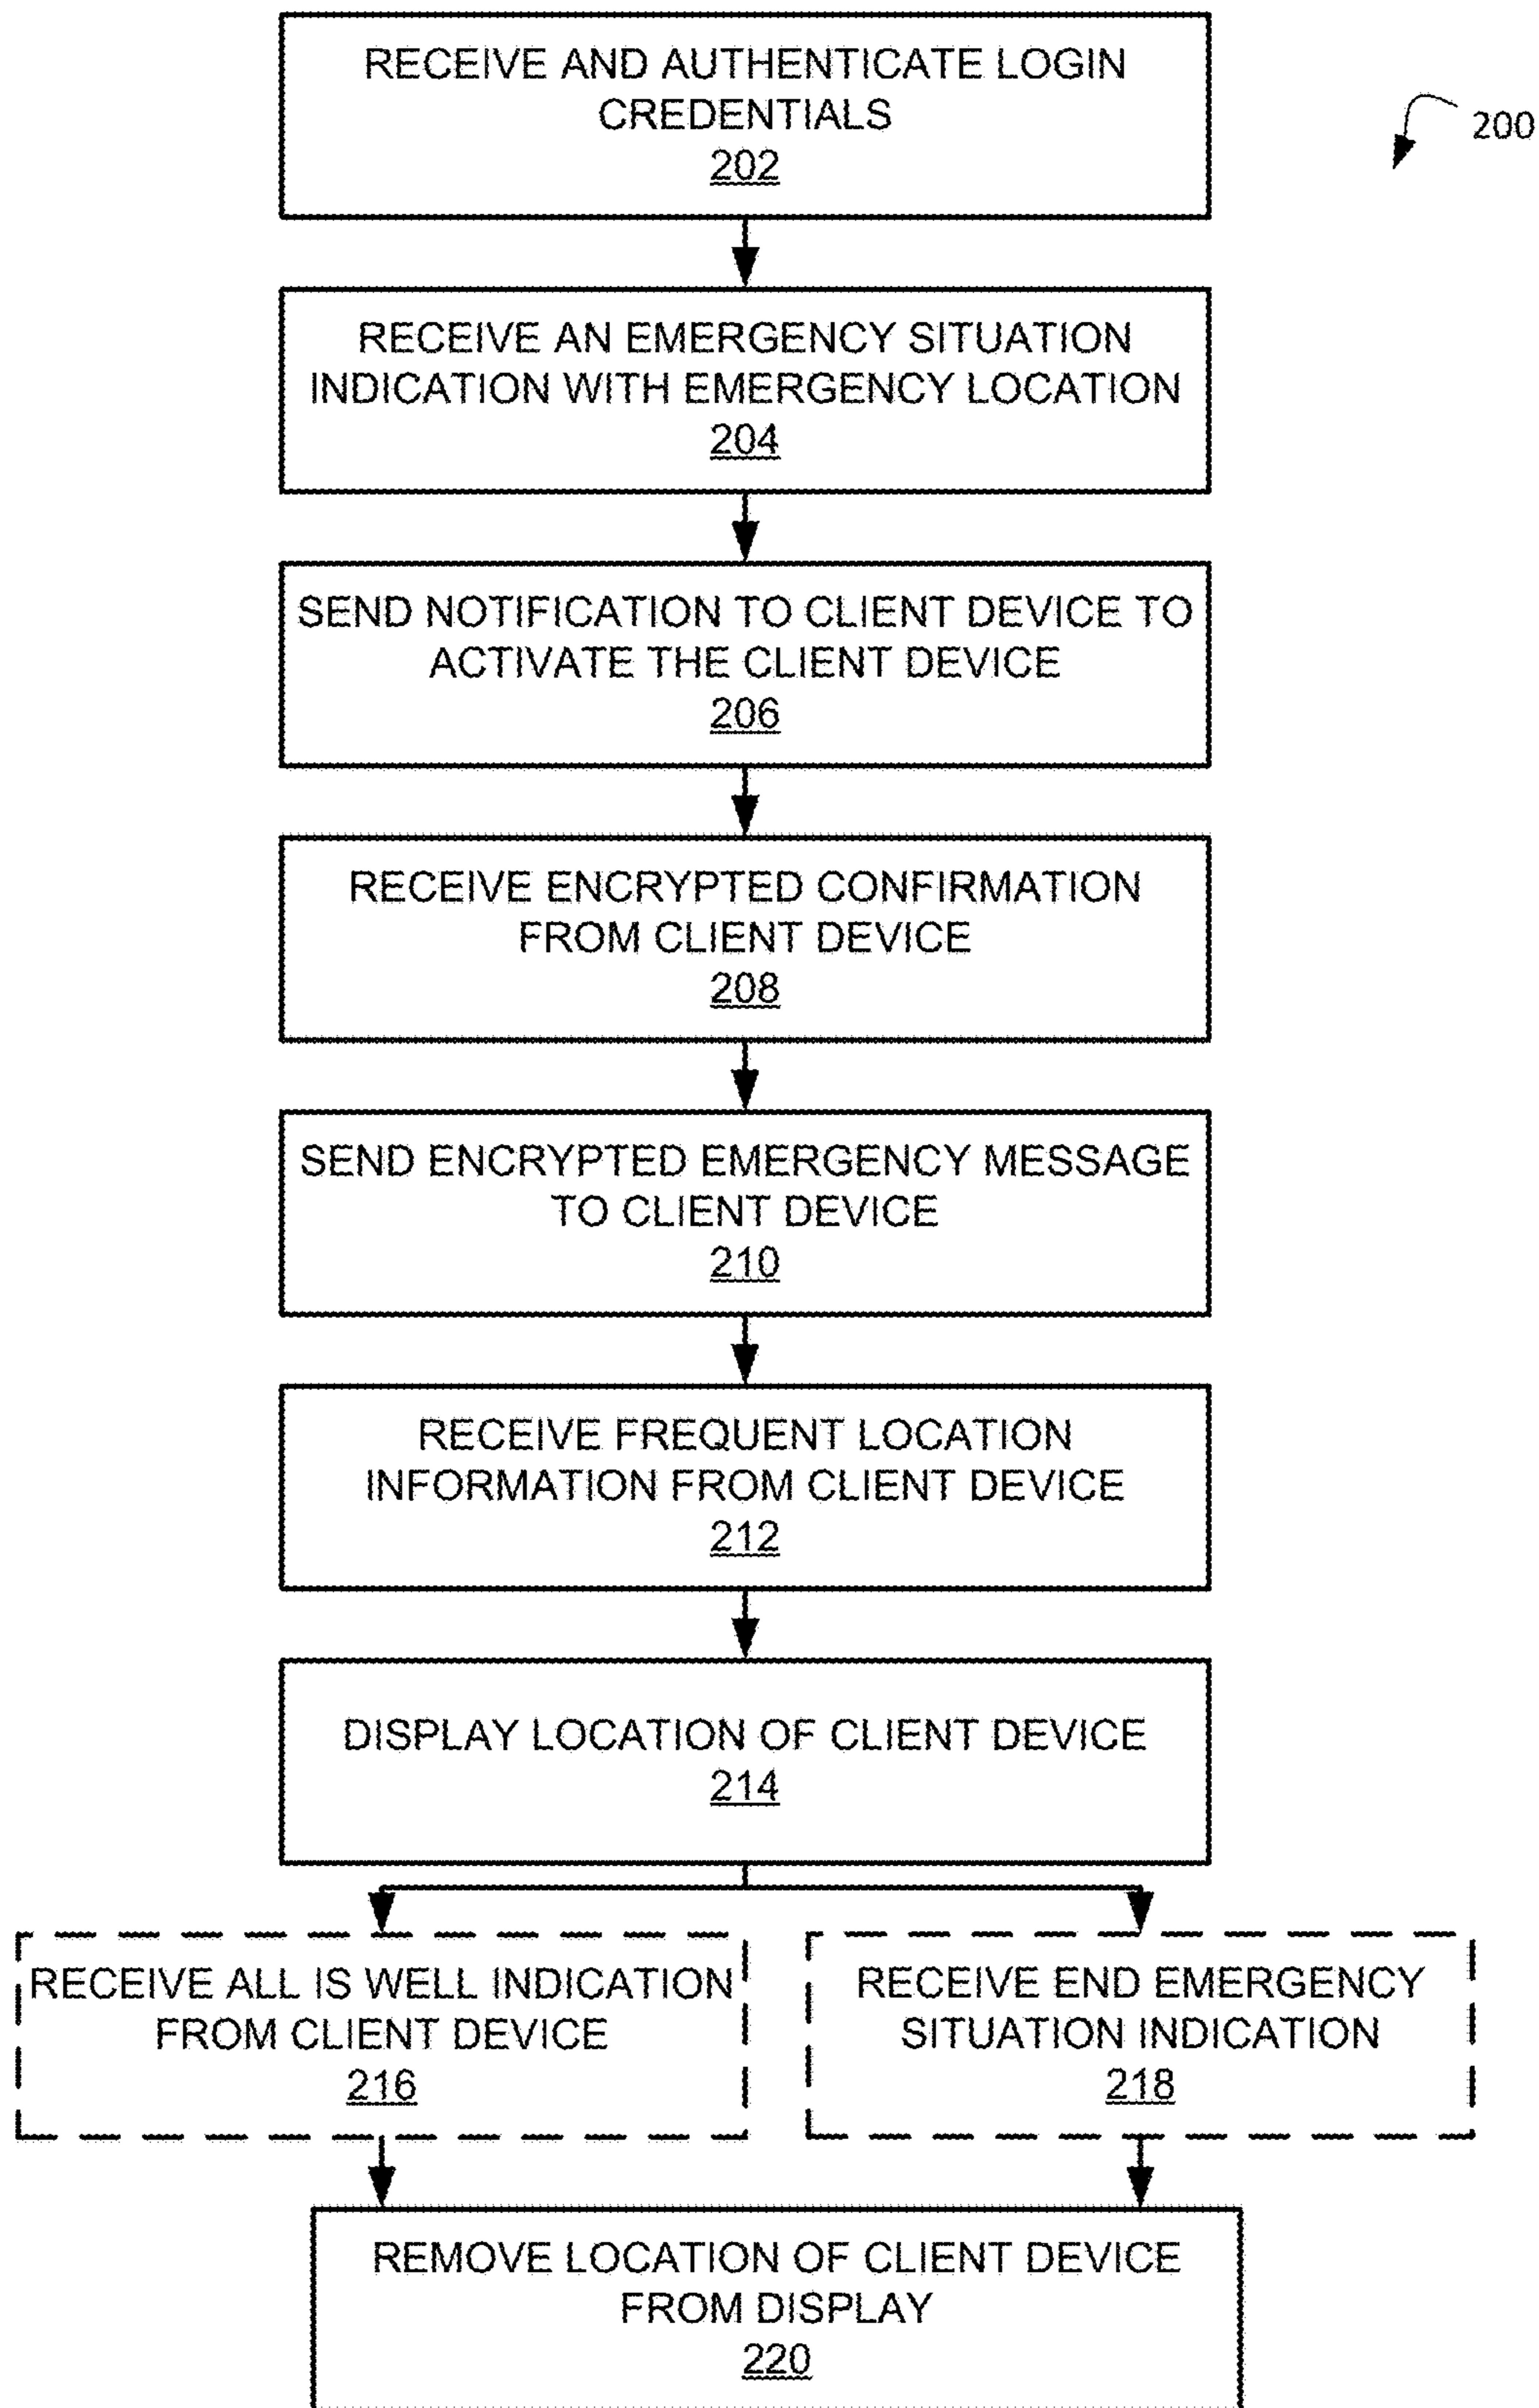 RECEIVE AND AUTHENTICATE LOGIN
CREDENTIALS
202
200
RECEIVE AN EMERGENCY SITUATION
INDICATION WITH EMERGENCY LOCATION
204
SEND NOTIFICATION TO CLIENT DEVICE TO
ACTIVATE THE CLIENT DEVICE
206
RECEIVE ENCRYPTED CONFIRMATION
FROM CLIENT DEVICE
208
SEND ENCRYPTED EMERGENCY MESSAGE
TO CLIENT DEVICE
210
RECEIVE FREQUENT LOCATION
INFORMATION FROM CLIENT DEVICE
212
DISPLAY LOCATION OF CLIENT DEVICE
214
RECEIVE ALL IS WELL INDICATION
FROM CLIENT DEVICE
216
RECEIVE END EMERGENCY
SITUATION INDICATION
218
REMOVE LOCATION OF CLIENT DEVICE
FROM DISPLAY
220